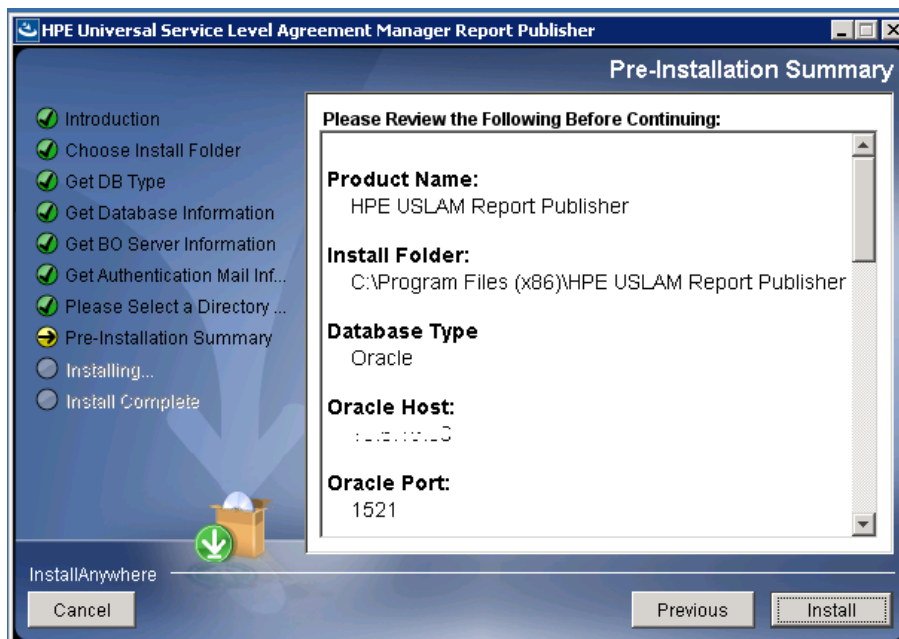 HPE Universal Service Level Agreement Manager Report Publisher
Pre-Installation Summary
Introduction
Choose Install Folder
Get DB Type
Get Database Information
Get BO Server Information
Get Authentication Mail Inf...
Please Select a Directory ...
Pre-Installation Summary
Installing...
Install Complete
Please Review the Following Before Continuing:
Product Name:
HPE USLAM Report Publisher
Install Folder:
C:\Program Files (x86)\HPE USLAM Report Publisher
Database Type
Oracle
Oracle Host:
Oracle Port:
1521
InstallAnywhere
Cancel
Previous
Install